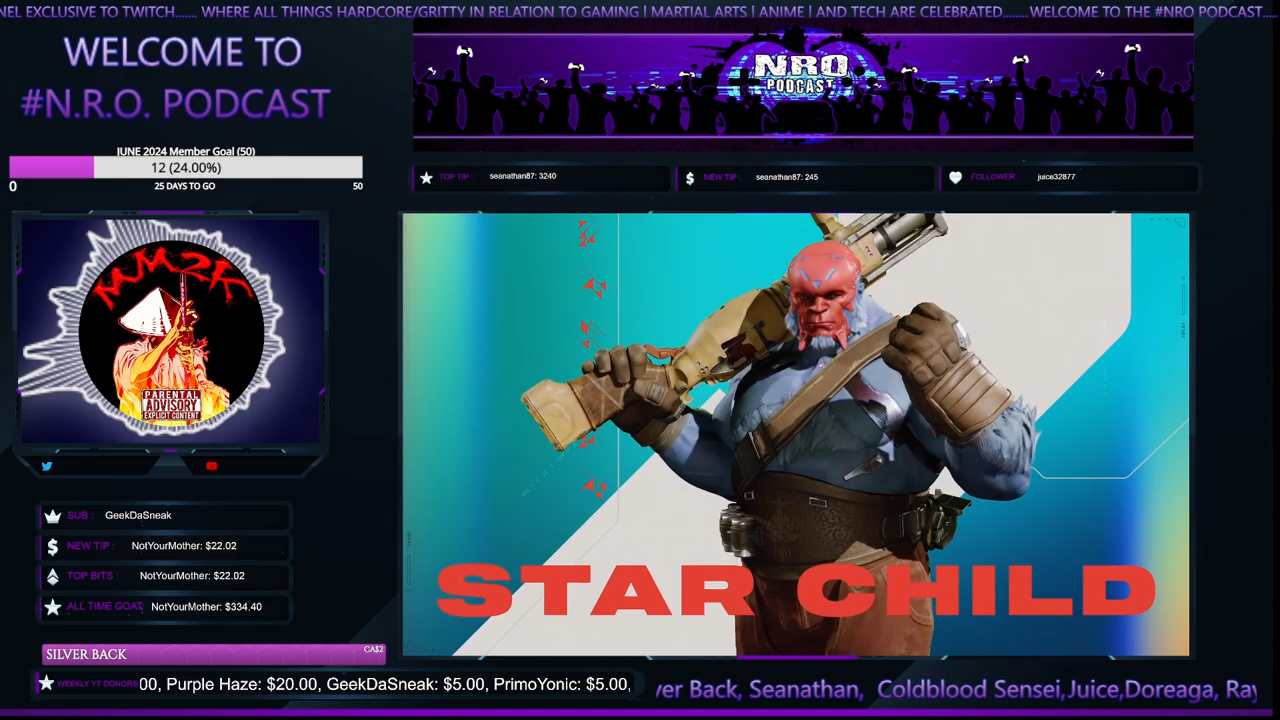 NEL EXCLUSIVE TO TWITCH....... WHERE ALL THINGS HARDCORE/GRITTY IN RELATION TO GAMING | MARTIAL ARTS | ANIME | AND TECH ARE CELEBRATED........WELCOME TO THE #NRO PODCAST....
WELCOME TO
#N.R.O. PODCAST
NRO
PODCAST
JUNE 2024 Member Goal (50)
12 (24.00%)
0 25 DAYS TO GO 50
TOP TIP : seanathan87: 3240
NEW TIP : seanathan87: 245
FOLLOWER : juice32877
MM2K
PARENTAL
ADVISORY
EXPLICIT CONTENT
STAR CHILD
SUB : GeekDaSneak
NEW TIP : NotYourMother: $22.02
TOP BITS : NotYourMother: $22.02
ALL TIME GOAT: NotYourMother: $334.40
SILVER BACK CA$2
WEEKLY YT DONORS: 00, Purple Haze: $20.00, GeekDaSneak: $5.00, PrimoYonic: $5.00,
er Back, Seanathan, Coldblood Sensei,Juice,Doreaga, Ray